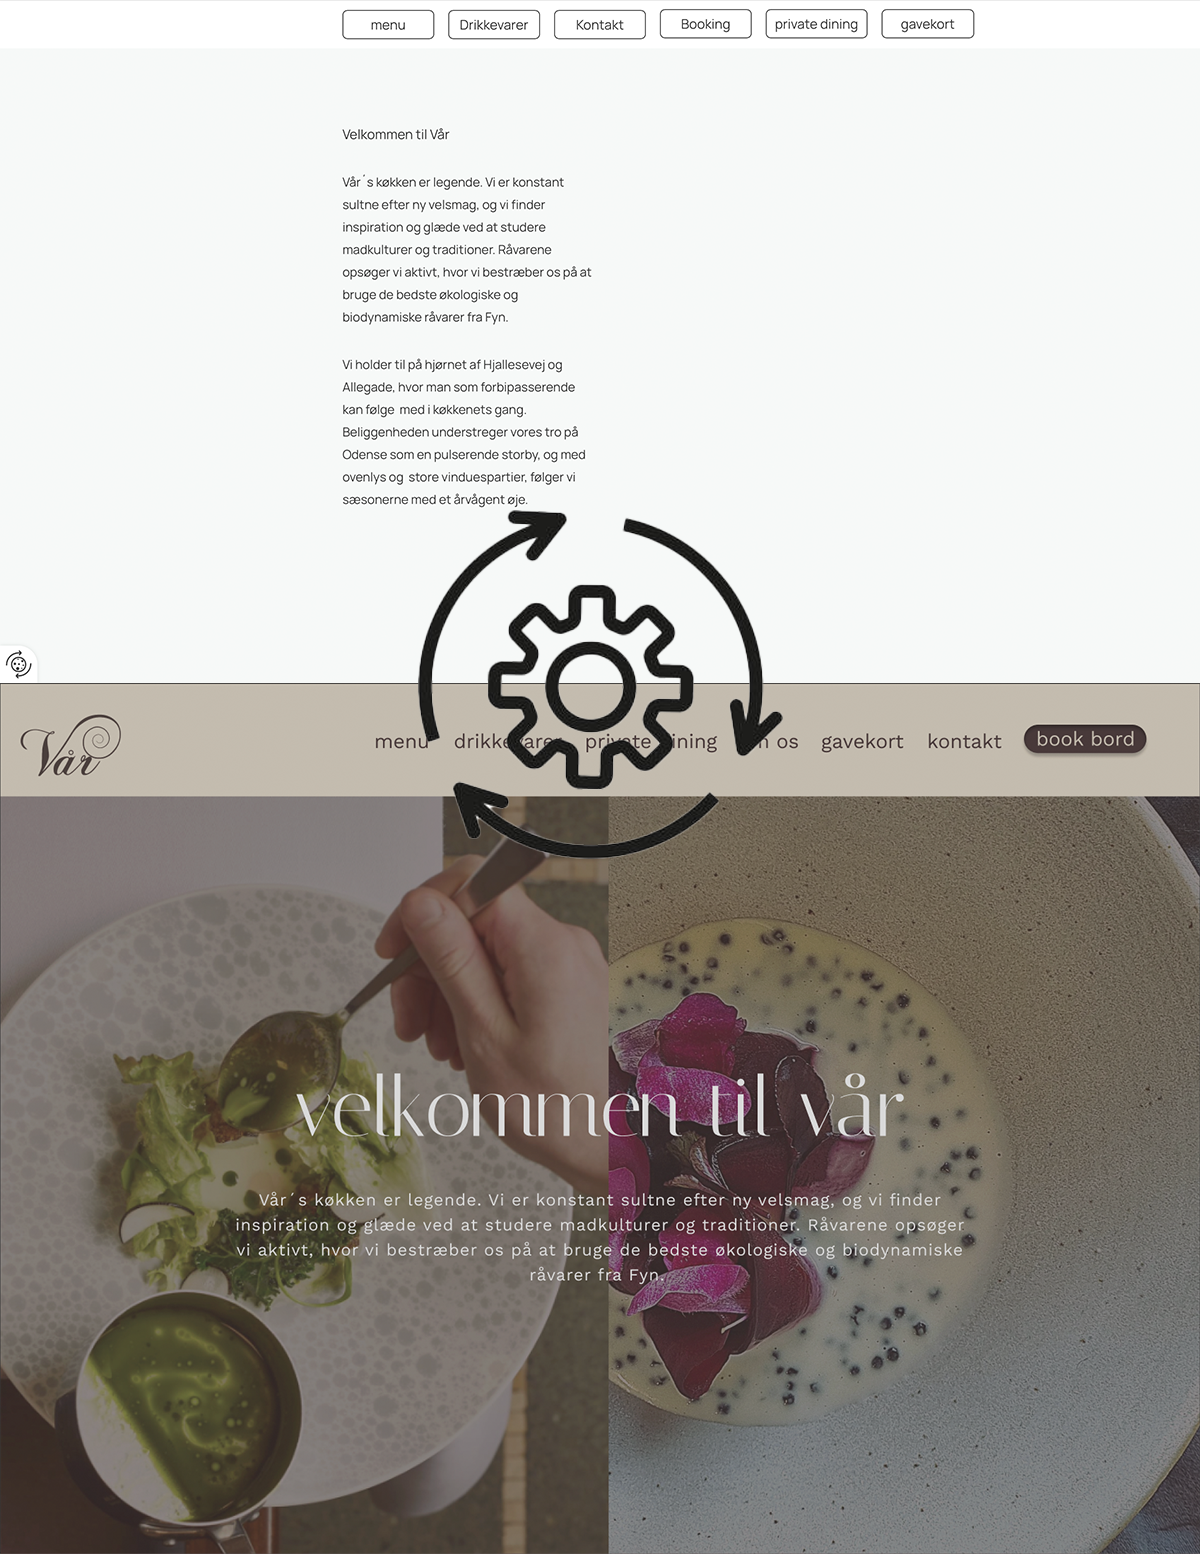 menu Drikkevarer Kontakt Booking private dining gavekort
Velkommen til Vår
Vår´s køkken er legende. Vi er konstant
sultne efter ny velsmag, og vi finder
inspiration og glæde ved at studere
madkulturer og traditioner. Råvarene
opsøger vi aktivt, hvor vi bestræber os på at
bruge de bedste økologiske og
biodynamiske råvarer fra Fyn.
Vi holder til på hjørnet af Hjallesevej og
Allegade, hvor man som forbipasserende
kan følge med i køkkenets gang.
Beliggenheden understreger vores tro på
Odense som en pulserende storby, og med
ovenlys og store vinduespartier, følger vi
sæsonerne med et årvågent øje.
Vår
menu drikkevarer private dining om os gavekort kontakt book bord
velkommen til vår
Vår´s køkken er legende. Vi er konstant sultne efter ny velsmag, og vi finder
inspiration og glæde ved at studere madkulturer og traditioner. Råvarene opsøger
vi aktivt, hvor vi bestræber os på at bruge de bedste økologiske og biodynamiske
råvarer fra Fyn.